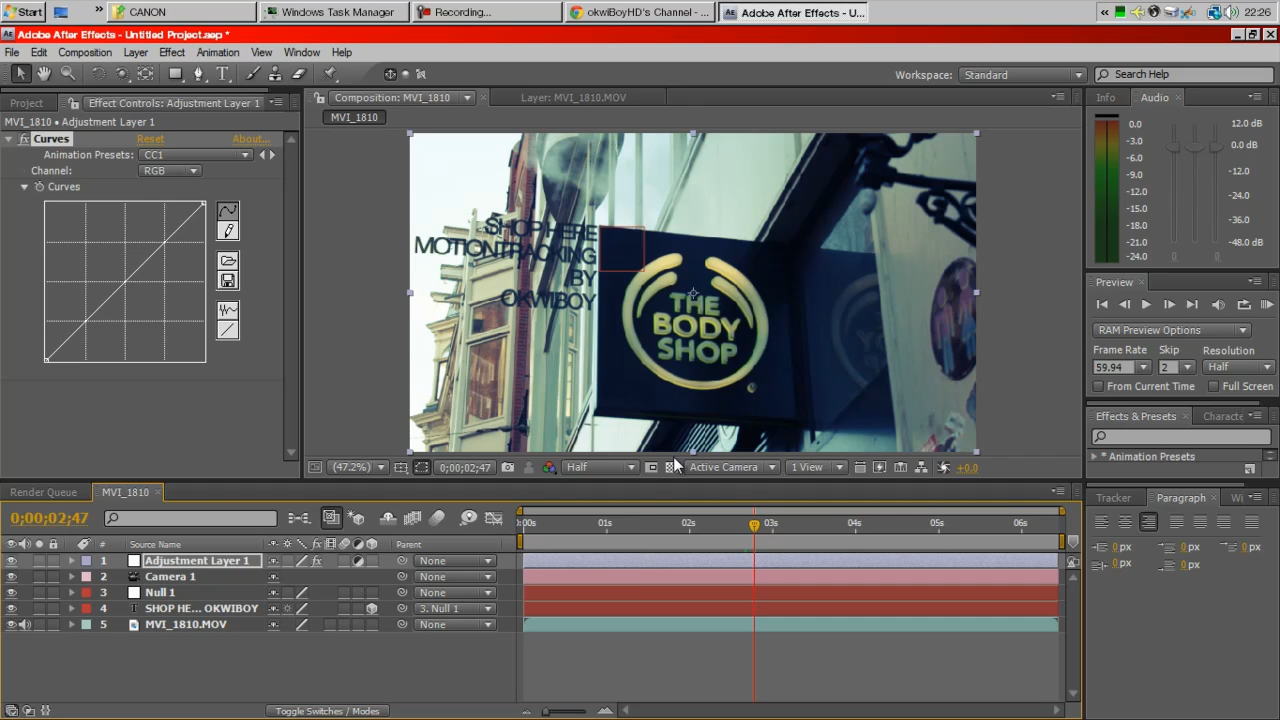 Start
CANON
Windows Task Manager
Recording...
okwiBoyHD's Channel - ...
Adobe After Effects - U...
22:26
Adobe After Effects - Untitled Project.aep *
File Edit Composition Layer Effect Animation View Window Help
Workspace: Standard
Search Help
Project
Effect Controls: Adjustment Layer 1
Composition: MVI_1810
Layer: MVI_1810.MOV
Info
Audio
MVI_1810 • Adjustment Layer 1
MVI_1810
Curves Reset About...
Animation Presets: CC1
Channel: RGB
Curves
0.0
-3.0
-6.0
-9.0
-12.0
-15.0
-18.0
-21.0
-24.0
12.0 dB
0.0 dB
-12.0
-24.0
-36.0
-48.0 dB
SHOP HERE
MOTIONTRACKING
BY
OKWIBOY
THE
BODY
SHOP
Preview
RAM Preview Options
Frame Rate Skip Resolution
59.94 2 Half
From Current Time Full Screen
Effects & Presets
* Animation Presets
(47.2%) 0;00;02;47 Half Active Camera 1 View +0.0
Render Queue
MVI_1810
Tracker
Paragraph
0;00;02;47
01s 02s 03s 04s 05s 06s
# Source Name Parent
1 Adjustment Layer 1 None
2 Camera 1 None
3 Null 1 None
4 T SHOP HE... OKWIBOY 3. Null 1
5 MVI_1810.MOV None
0 px 0 px 0 px
0 px 0 px
Toggle Switches / Modes